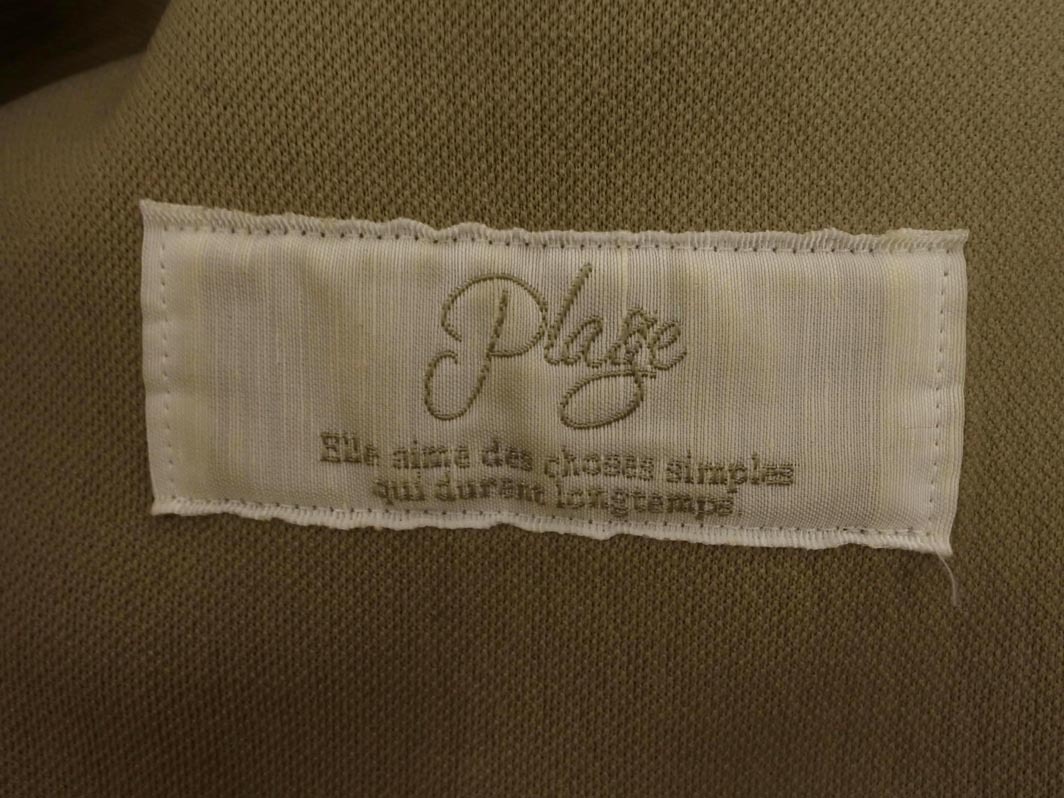 Plage
Elle aime des choses simples
qui durent longtemps